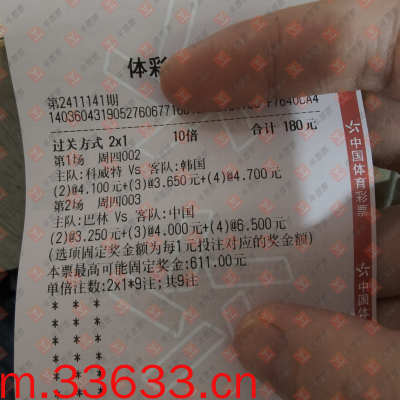 体彩
第2411141期
过关方式 2x1 10倍 合计 180元
第1场 周四002
主队:科威特 Vs 客队:韩国
(2)@4.100元+(3)@3.650元+(4)@4.700元
第2场 周四003
主队:巴林 Vs 客队:中国
(2)@3.250元+(3)@4.000元+(4)@6.500元
(选项固定奖金额为每1元投注对应的奖金额)
本票最高可能固定奖金:611.00元
单倍注数:2x1*9注;共9注
* * *
* * *
* * *
* * *
* * *
* * *
中国体育彩票
中国体
m.33633.cn